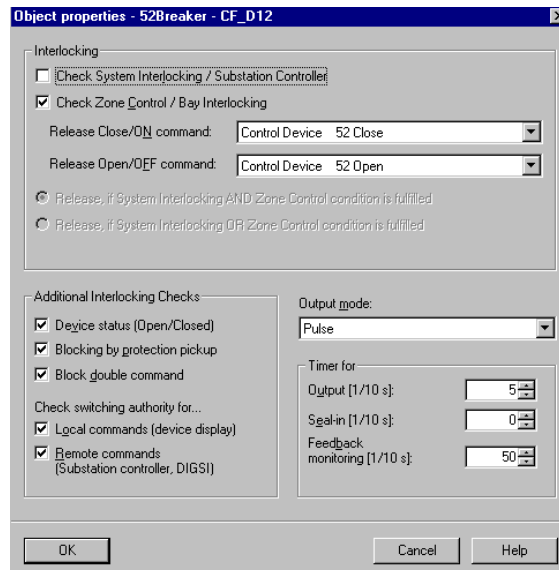 Object properties - 52Breaker - CF_D12
Interlocking
Check System Interlocking / Substation Controller
Check Zone Control / Bay Interlocking
Release Close/ON command: Control Device 52 Close
Release Open/OFF command: Control Device 52 Open
Release, if System Interlocking AND Zone Control condition is fulfilled
Release, if System Interlocking OR Zone Control condition is fulfilled
Additional Interlocking Checks
Device status (Open/Closed)
Blocking by protection pickup
Block double command
Check switching authority for...
Local commands (device display)
Remote commands
(Substation controller, DIGSI)
Output mode:
Pulse
Timer for
Output [1/10 s]: 5
Seal-in [1/10 s]: 0
Feedback
monitoring [1/10 s]: 50
OK
Cancel
Help